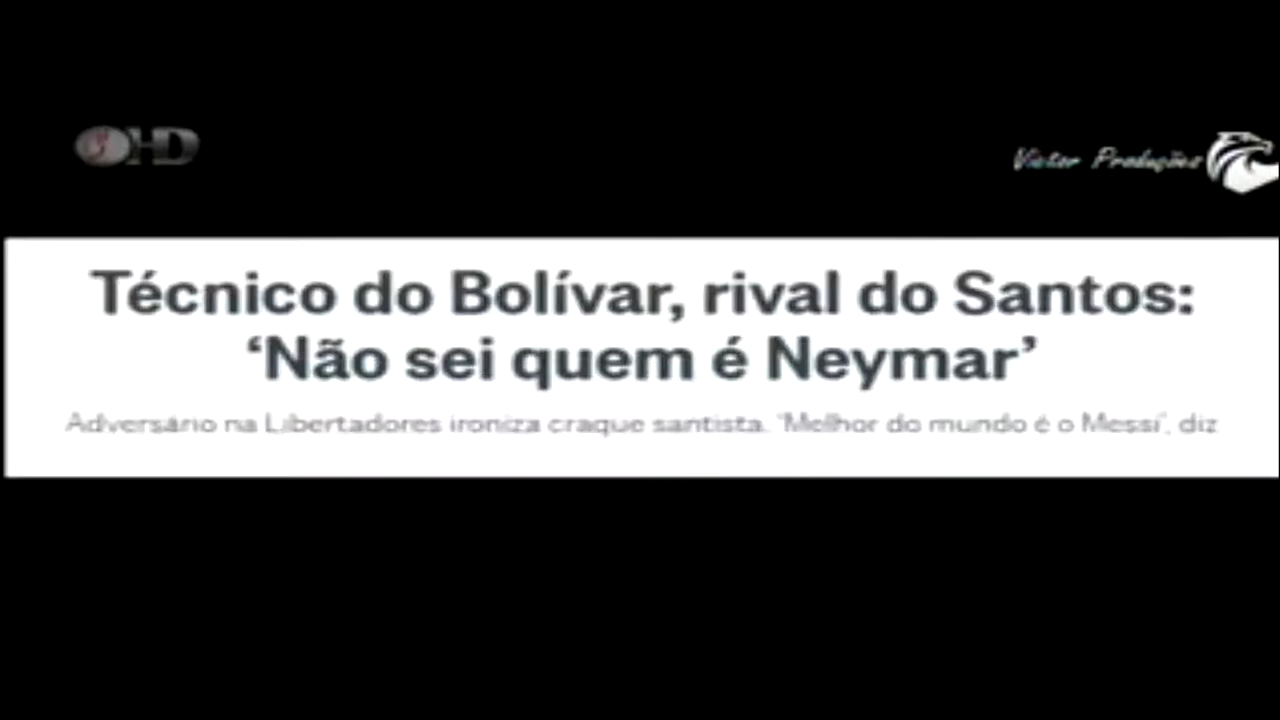 HD
Victor Produções
Técnico do Bolívar, rival do Santos:
‘Não sei quem é Neymar’
Adversário na Libertadores ironiza craque santista. ‘Melhor do mundo é o Messi’, diz